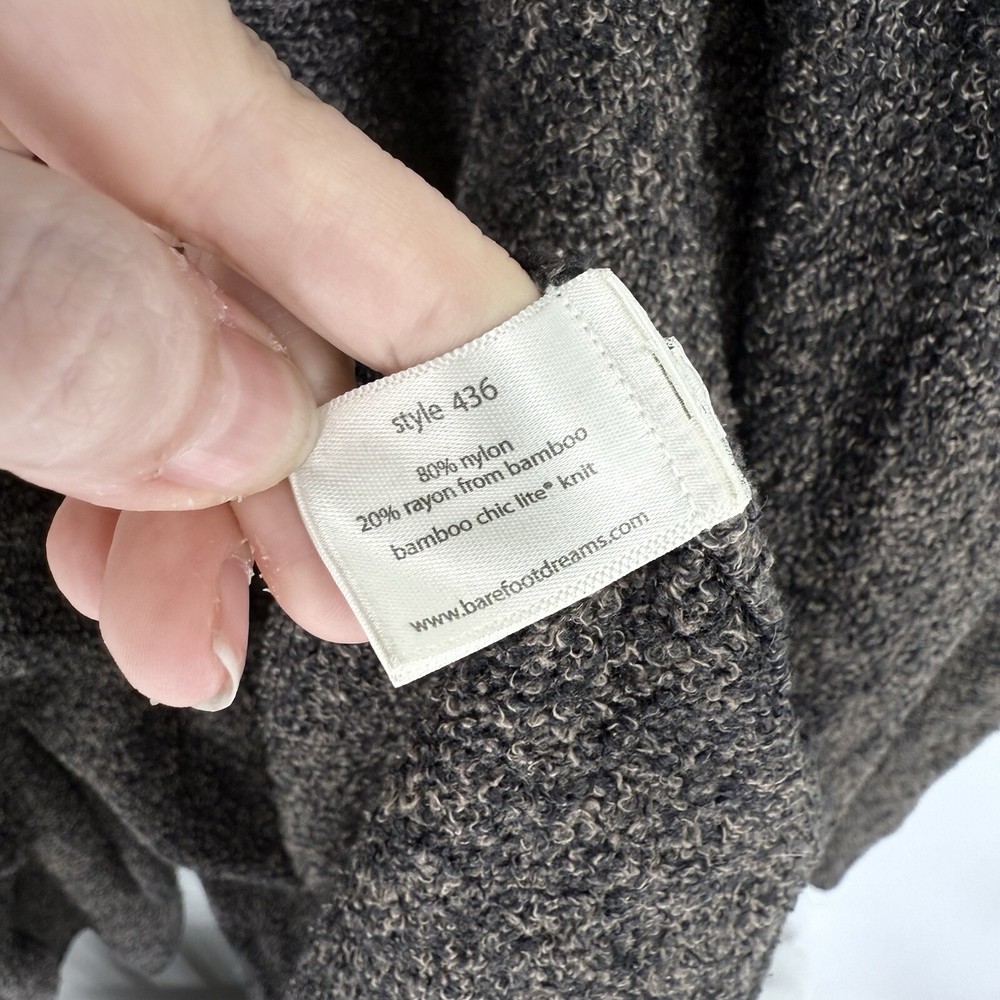 style 436
80% nylon
20% rayon from bamboo
bamboo chic lite® knit
www.barefootdreams.com